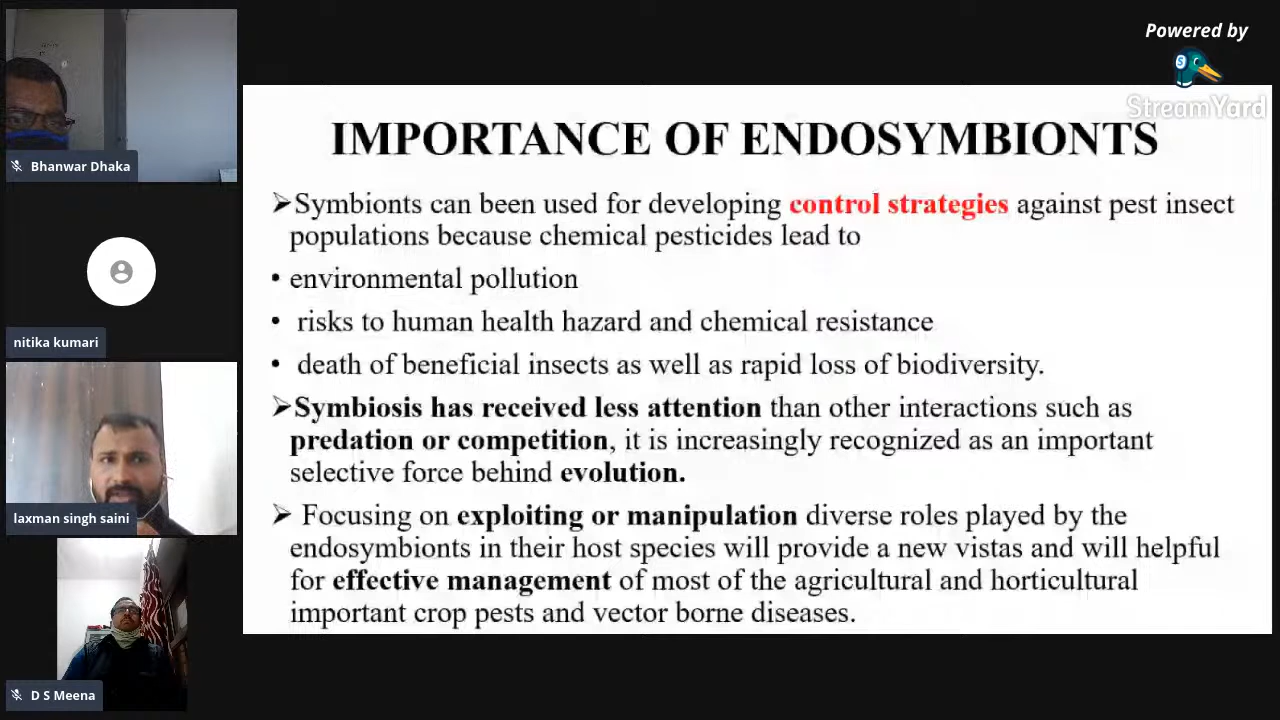 Powered by
StreamYard
Bhanwar Dhaka
nitika kumari
laxman singh saini
D S Meena
IMPORTANCE OF ENDOSYMBIONTS
➢Symbionts can been used for developing control strategies against pest insect
populations because chemical pesticides lead to
• environmental pollution
• risks to human health hazard and chemical resistance
• death of beneficial insects as well as rapid loss of biodiversity.
➢Symbiosis has received less attention than other interactions such as
predation or competition, it is increasingly recognized as an important
selective force behind evolution.
➢ Focusing on exploiting or manipulation diverse roles played by the
endosymbionts in their host species will provide a new vistas and will helpful
for effective management of most of the agricultural and horticultural
important crop pests and vector borne diseases.